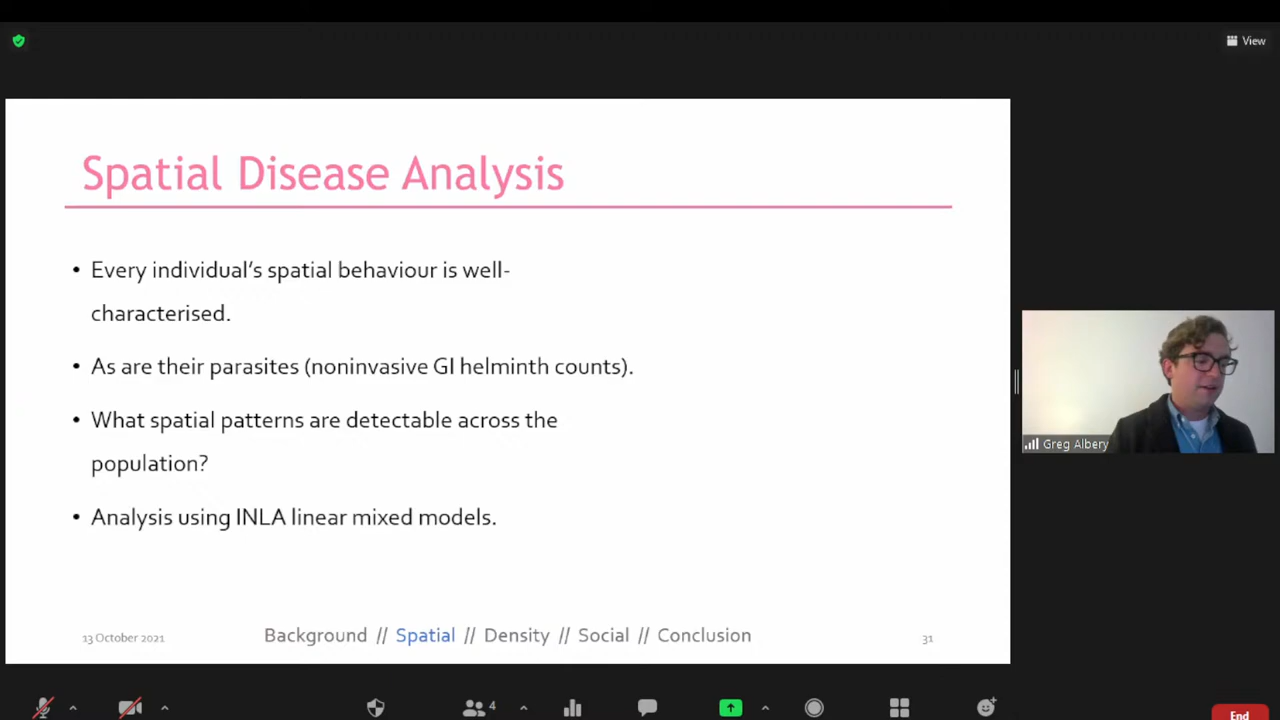 View
Spatial Disease Analysis
• Every individual's spatial behaviour is well-
characterised.
• As are their parasites (noninvasive GI helminth counts).
• What spatial patterns are detectable across the
population?
• Analysis using INLA linear mixed models.
Greg Albery
13 October 2021
Background // Spatial // Density // Social // Conclusion
31
4
End